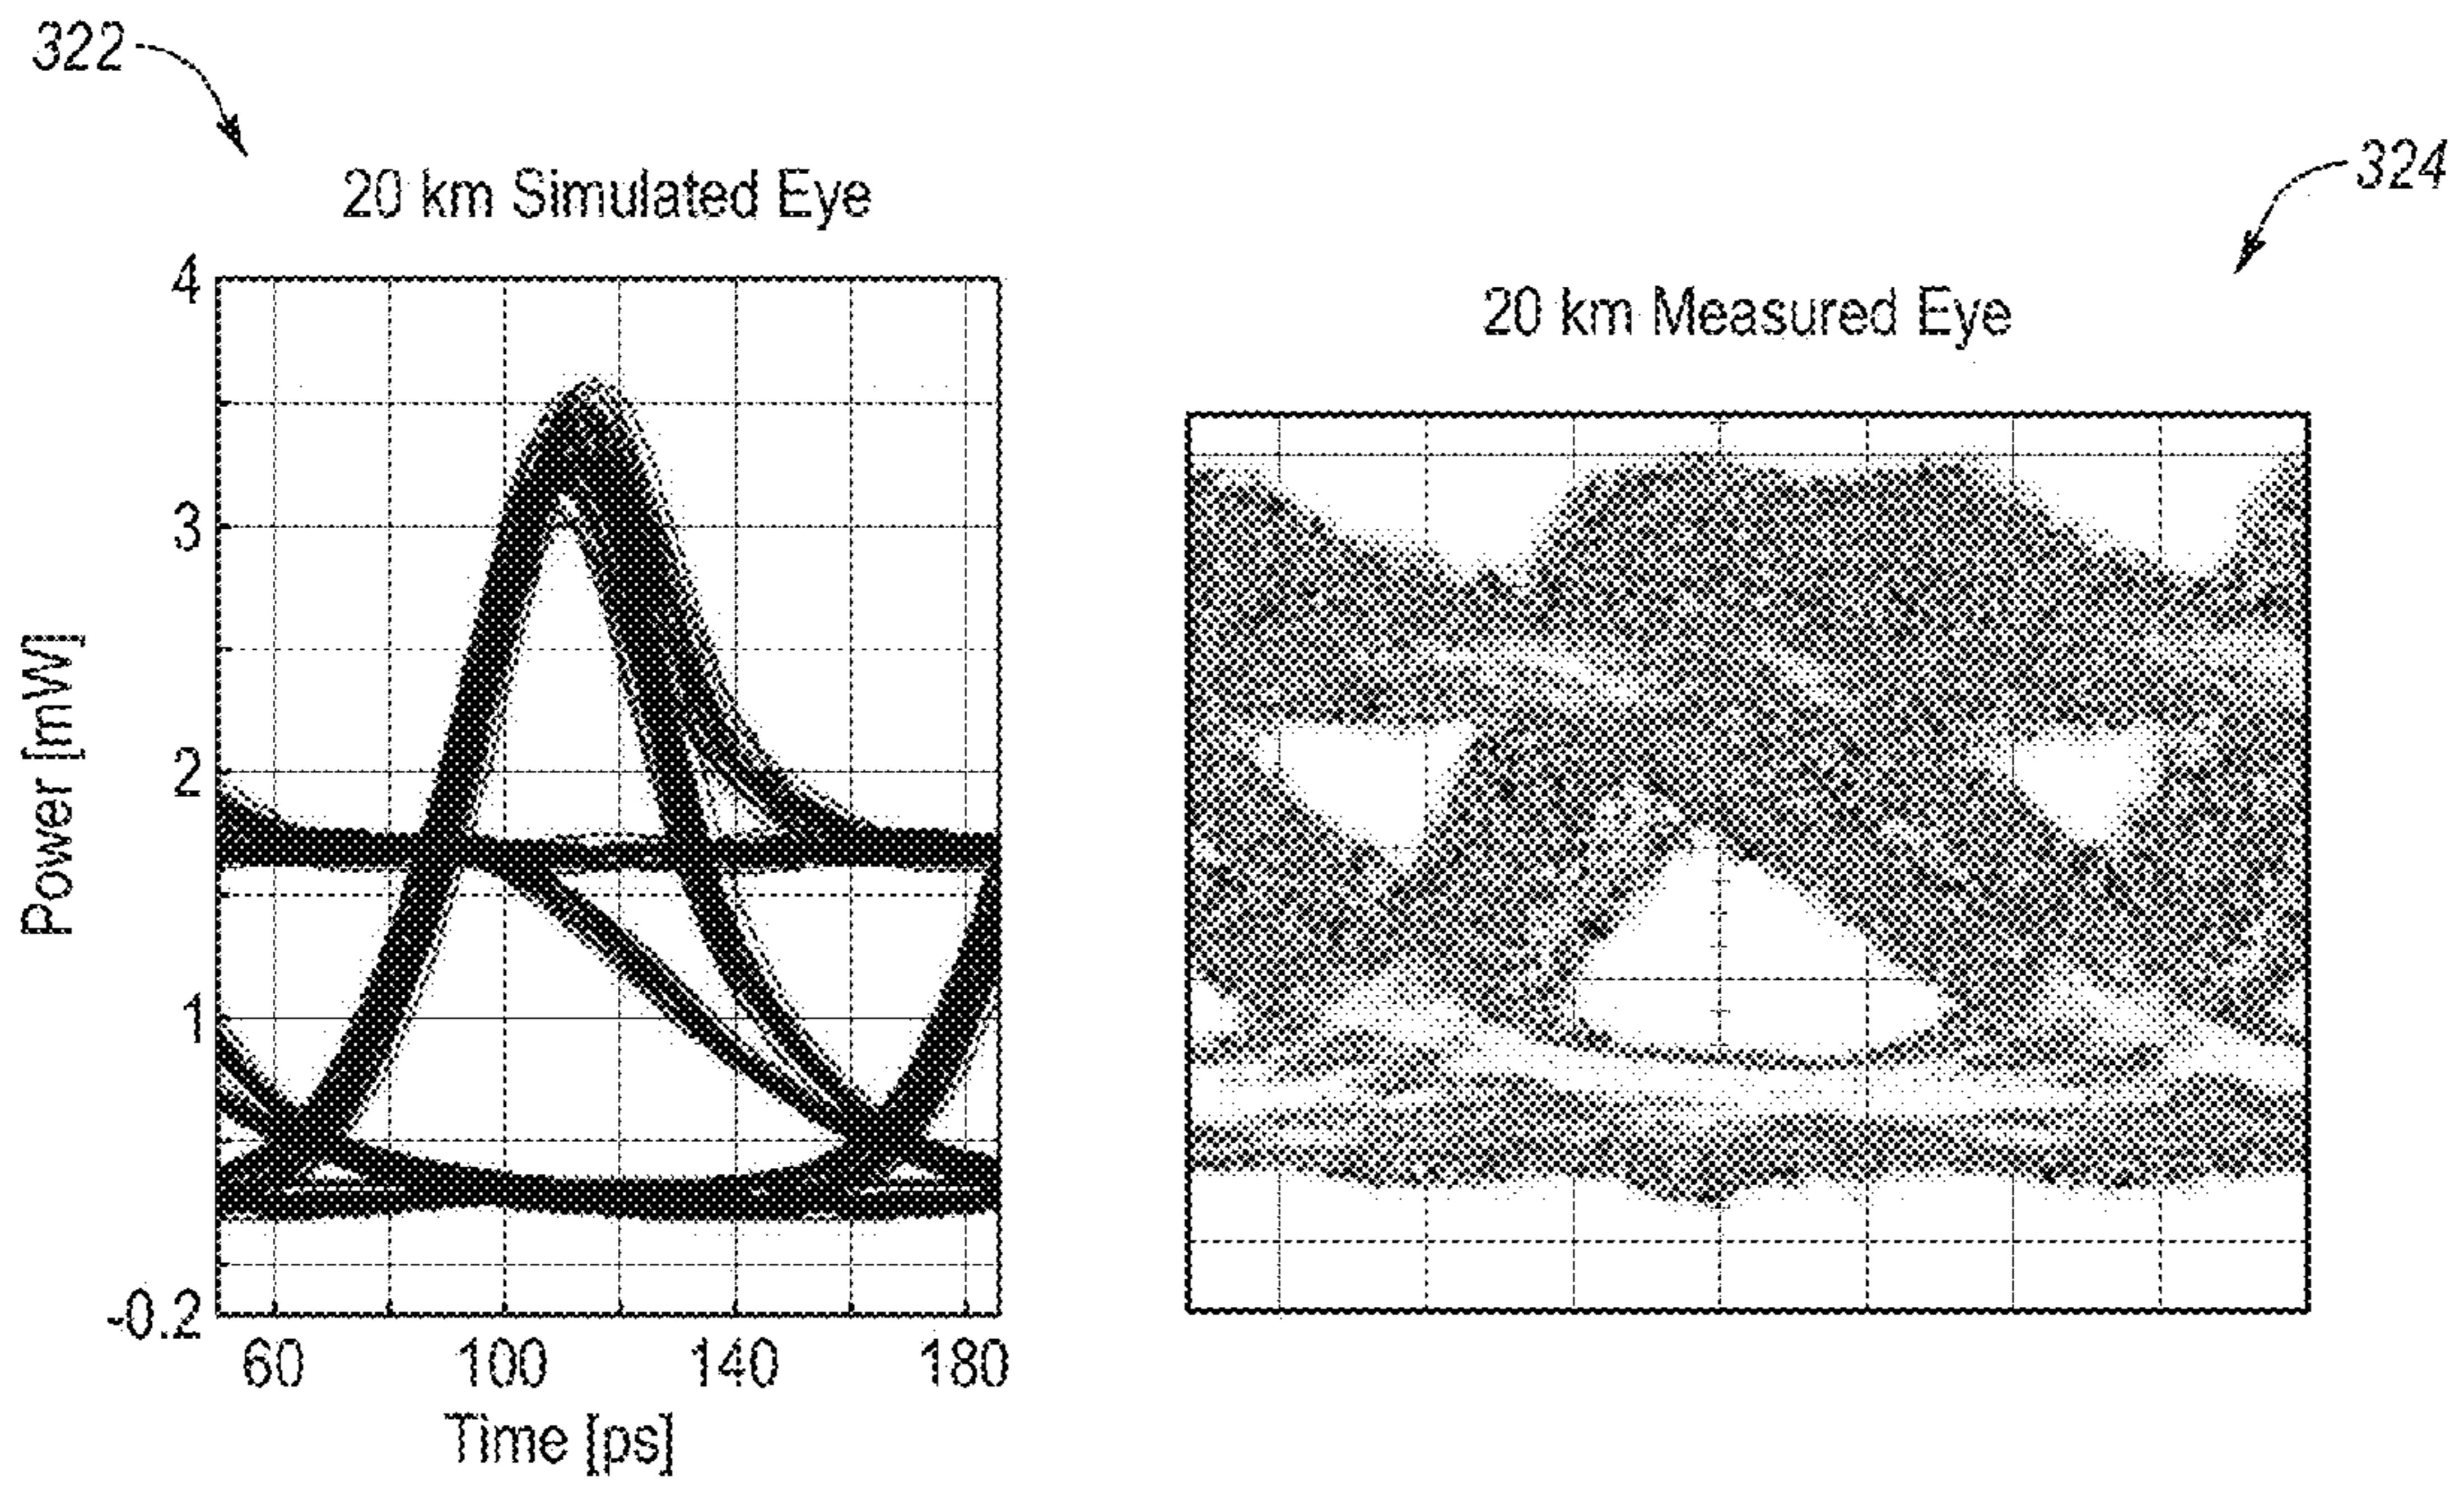 322
324
20 km Simulated Eye
20 km Measured Eye
4
3
2
1
-0.2
Power [mW]
60 100 140 180
Time [ps]